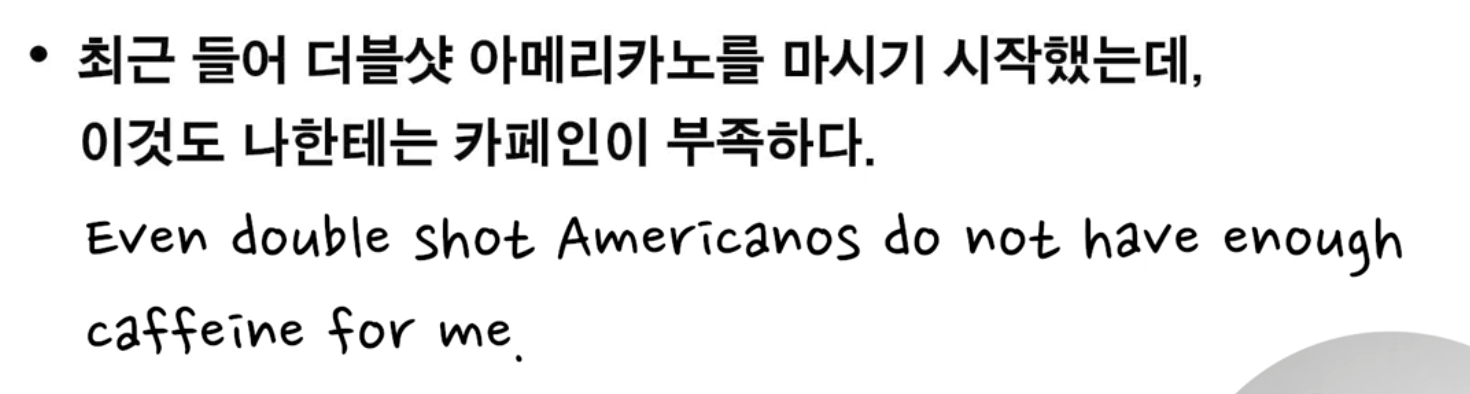 • 최근 들어 더블샷 아메리카노를 마시기 시작했는데,
이것도 나한테는 카페인이 부족하다.
Even double shot Americanos do not have enough
caffeine for me.